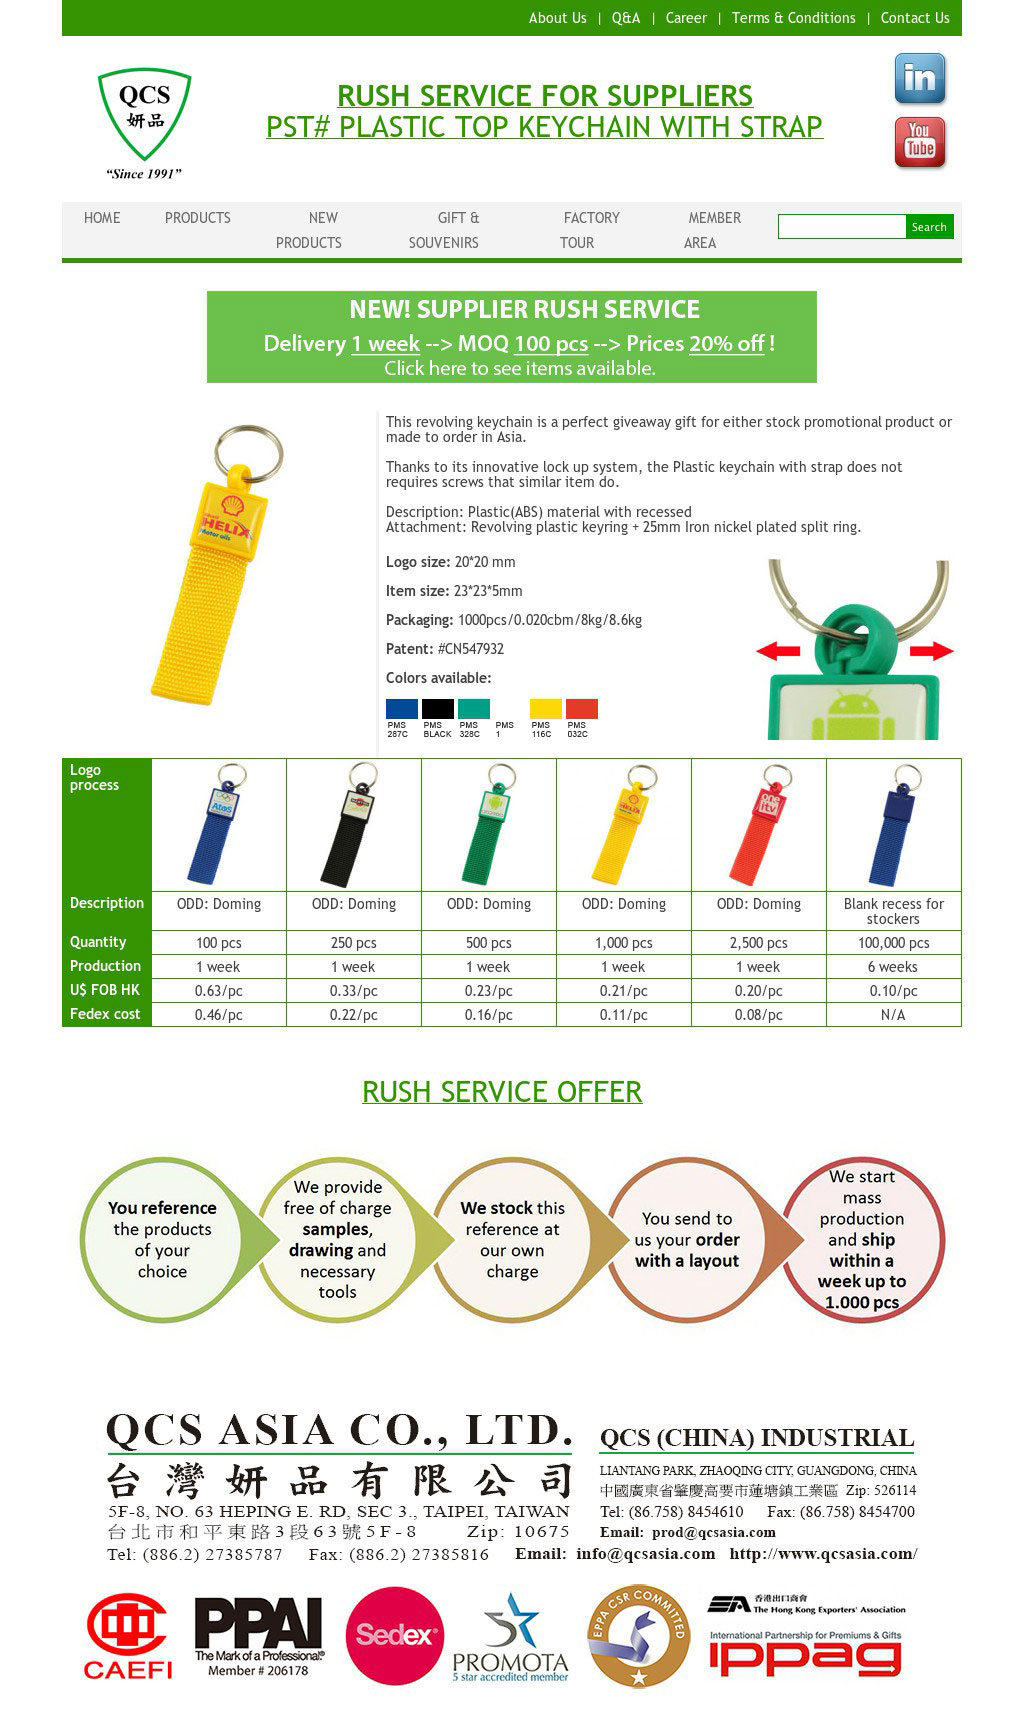 About Us | Q&A | Career | Terms & Conditions | Contact Us
QCS
妍品
"Since 1991"
RUSH SERVICE FOR SUPPLIERS
PST# PLASTIC TOP KEYCHAIN WITH STRAP
in
You Tube
HOME PRODUCTS NEW PRODUCTS GIFT & SOUVENIRS FACTORY TOUR MEMBER AREA Search
NEW! SUPPLIER RUSH SERVICE
Delivery 1 week --> MOQ 100 pcs --> Prices 20% off !
Click here to see items available.
This revolving keychain is a perfect giveaway gift for either stock promotional product or
made to order in Asia.
Thanks to its innovative lock up system, the Plastic keychain with strap does not
requires screws that similar item do.
Description: Plastic(ABS) material with recessed
Attachment: Revolving plastic keyring + 25mm Iron nickel plated split ring.
HELIX
Motor oils
Logo size: 20*20 mm
Item size: 23*23*5mm
Packaging: 1000pcs/0.020cbm/8kg/8.6kg
Patent: #CN547932
Colors available:
PMS 287C PMS BLACK PMS 328C PMS 1 PMS 116C PMS 032C
Logo process
AtoS HELIX one itv
Description ODD: Doming ODD: Doming ODD: Doming ODD: Doming ODD: Doming Blank recess for stockers
Quantity 100 pcs 250 pcs 500 pcs 1,000 pcs 2,500 pcs 100,000 pcs
Production 1 week 1 week 1 week 1 week 1 week 6 weeks
U$ FOB HK 0.63/pc 0.33/pc 0.23/pc 0.21/pc 0.20/pc 0.10/pc
Fedex cost 0.46/pc 0.22/pc 0.16/pc 0.11/pc 0.08/pc N/A
RUSH SERVICE OFFER
You reference
the products
of your
choice
We provide
free of charge
samples,
drawing and
necessary
tools
We stock this
reference at
our own
charge
You send to
us your order
with a layout
We start
mass
production
and ship
within a
week up to
1.000 pcs
QCS ASIA CO., LTD.
台灣妍品有限公司
5F-8, NO. 63 HEPING E. RD, SEC 3., TAIPEI, TAIWAN
台北市和平東路3段63號5F-8 Zip: 10675
Tel: (886.2) 27385787 Fax: (886.2) 27385816 Email: info@qcsasia.com http://www.qcsasia.com/
QCS (CHINA) INDUSTRIAL
LIANTANG PARK, ZHAOQING CITY, GUANGDONG, CHINA
中國廣東省肇慶高要市蓮塘鎮工業區 Zip: 526114
Tel: (86.758) 8454610 Fax: (86.758) 8454700
Email: prod@qcsasia.com
CAEFI
PPAI
The Mark of a Professional.®
Member # 206178
Sedex®
PROMOTA
5 star accredited member
EPPA CSR COMMITTED
香港出口商會
The Hong Kong Exporters' Association
International Partnership for Premiums & Gifts
ippag